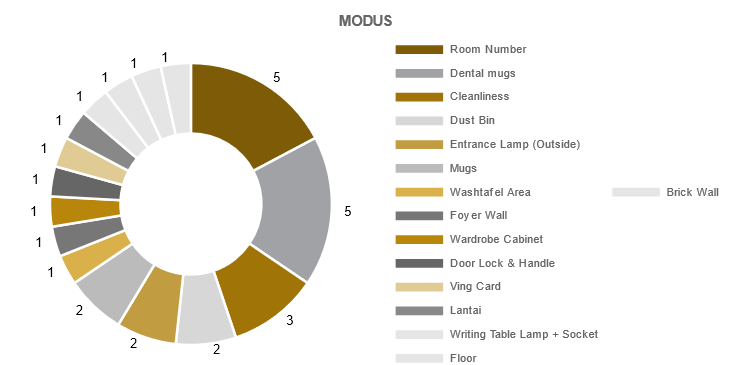 MODUS
1
1
1
1
1
1
1
1
1
1
2
2
2
3
5
5
Room Number
Dental mugs
Cleanliness
Dust Bin
Entrance Lamp (Outside)
Mugs
Washtafel Area
Foyer Wall
Wardrobe Cabinet
Door Lock & Handle
Ving Card
Lantai
Writing Table Lamp + Socket
Floor
Brick Wall